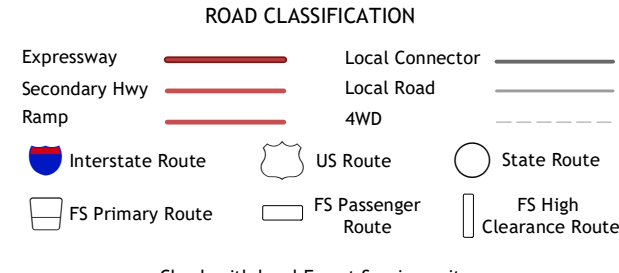 ROAD CLASSIFICATION
Expressway
Local Connector
Secondary Hwy
Local Road
Ramp
4WD
Interstate Route
US Route
State Route
FS Primary Route
FS Passenger
Route
FS High
Clearance Route